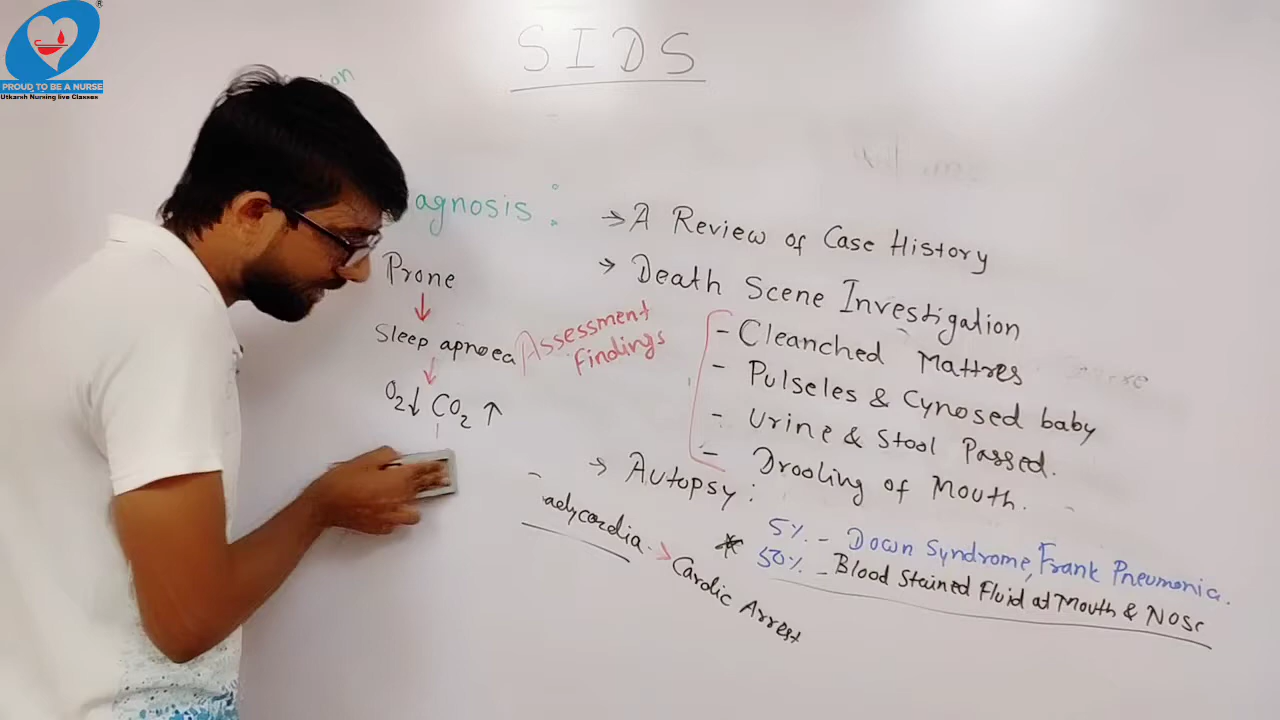 PROUD TO BE A NURSE
Utkarsh Nursing live Classes
SIDS
agnosis :
→ A Review of Case History
→ Death Scene Investigation
- Cleanched Mattres
- Pulseles & Cynosed baby
- Urine & Stool Passed.
- Drooling of Mouth.
Assessment
Findings
Prone
↓
Sleep apnoea
↓
O2↓ CO2 ↑
→ Autopsy :
5% - Down Syndrome, Frank Pneumonia.
* 50% - Blood Stained Fluid at Mouth & Nose
adycordia → Cardic Arrest